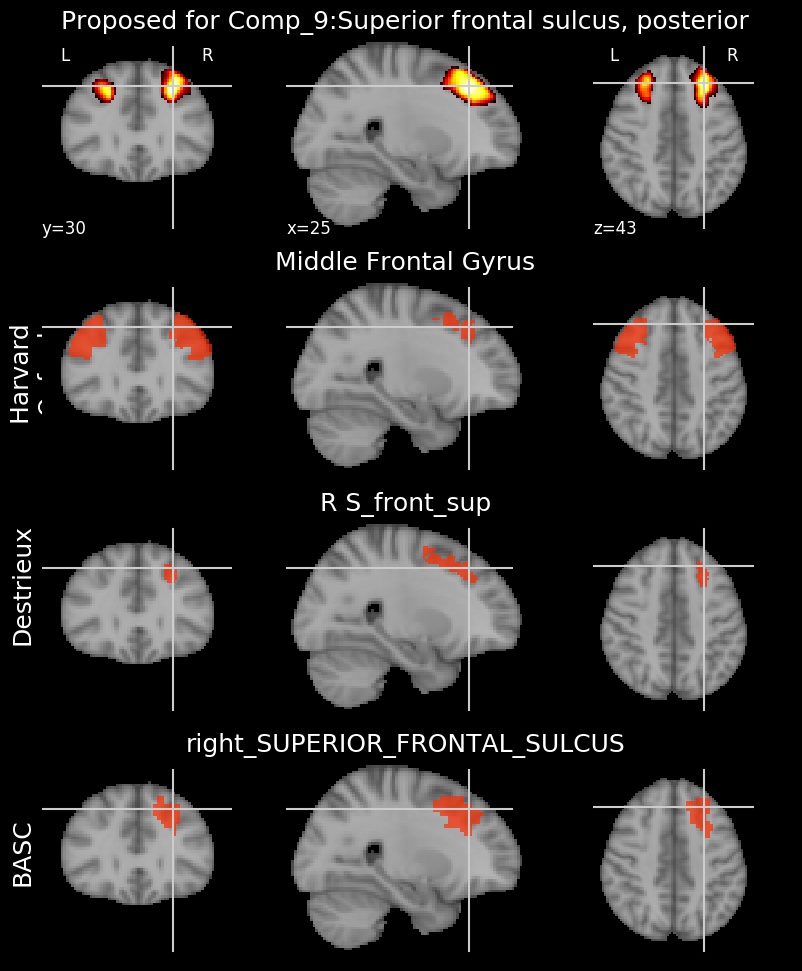 Proposed for Comp_9:Superior frontal sulcus, posterior
L R L R
y=30 x=25 z=43
Middle Frontal Gyrus
Harvard
R S_front_sup
Destrieux
right_SUPERIOR_FRONTAL_SULCUS
BASC